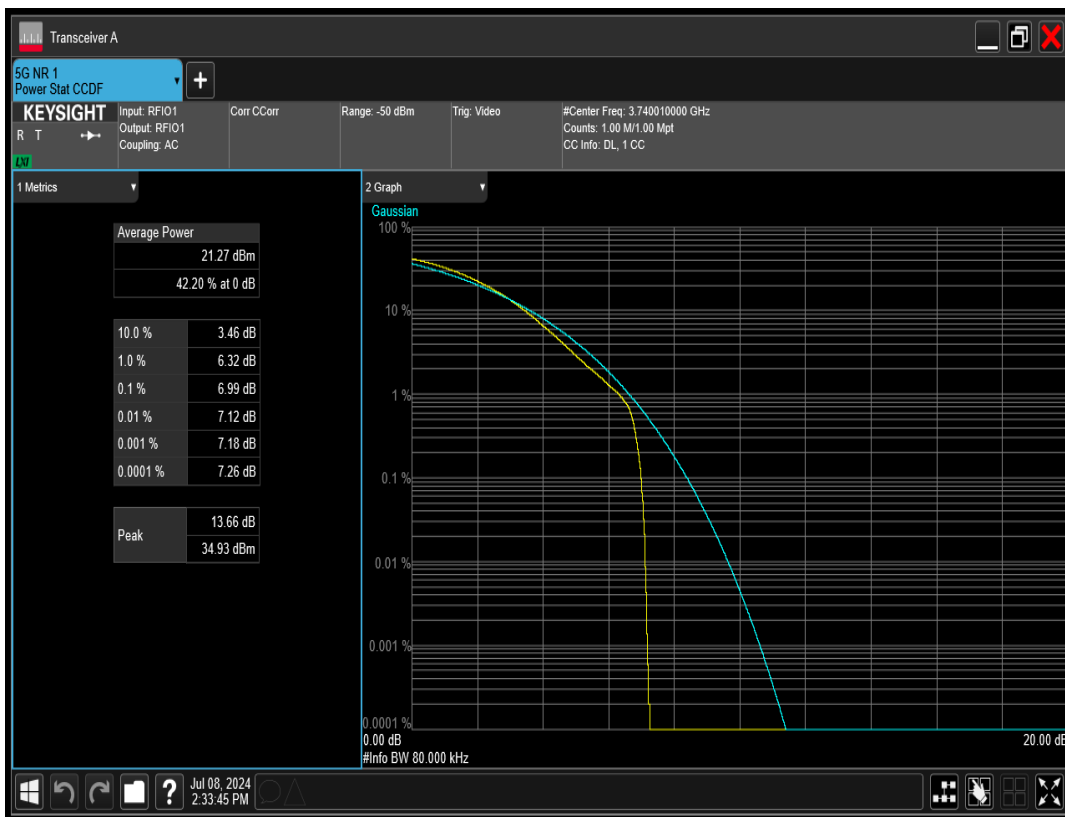 Transceiver A
5G NR 1
Power Stat CCDF
+
KEYSIGHT
R T
LXI
Input: RFIO1
Output: RFIO1
Coupling: AC
Corr CCorr
Range: -50 dBm
Trig: Video
#Center Freq: 3.740010000 GHz
Counts: 1.00 M/1.00 Mpt
CC Info: DL, 1 CC
1 Metrics
Average Power
21.27 dBm
42.20 % at 0 dB
10.0 % 3.46 dB
1.0 % 6.32 dB
0.1 % 6.99 dB
0.01 % 7.12 dB
0.001 % 7.18 dB
0.0001 % 7.26 dB
Peak 13.66 dB
34.93 dBm
2 Graph
Gaussian
100 %
10 %
1 %
0.1 %
0.01 %
0.001 %
0.0001 %
0.00 dB 20.00 dB
#Info BW 80.000 kHz
?
Jul 08, 2024
2:33:45 PM